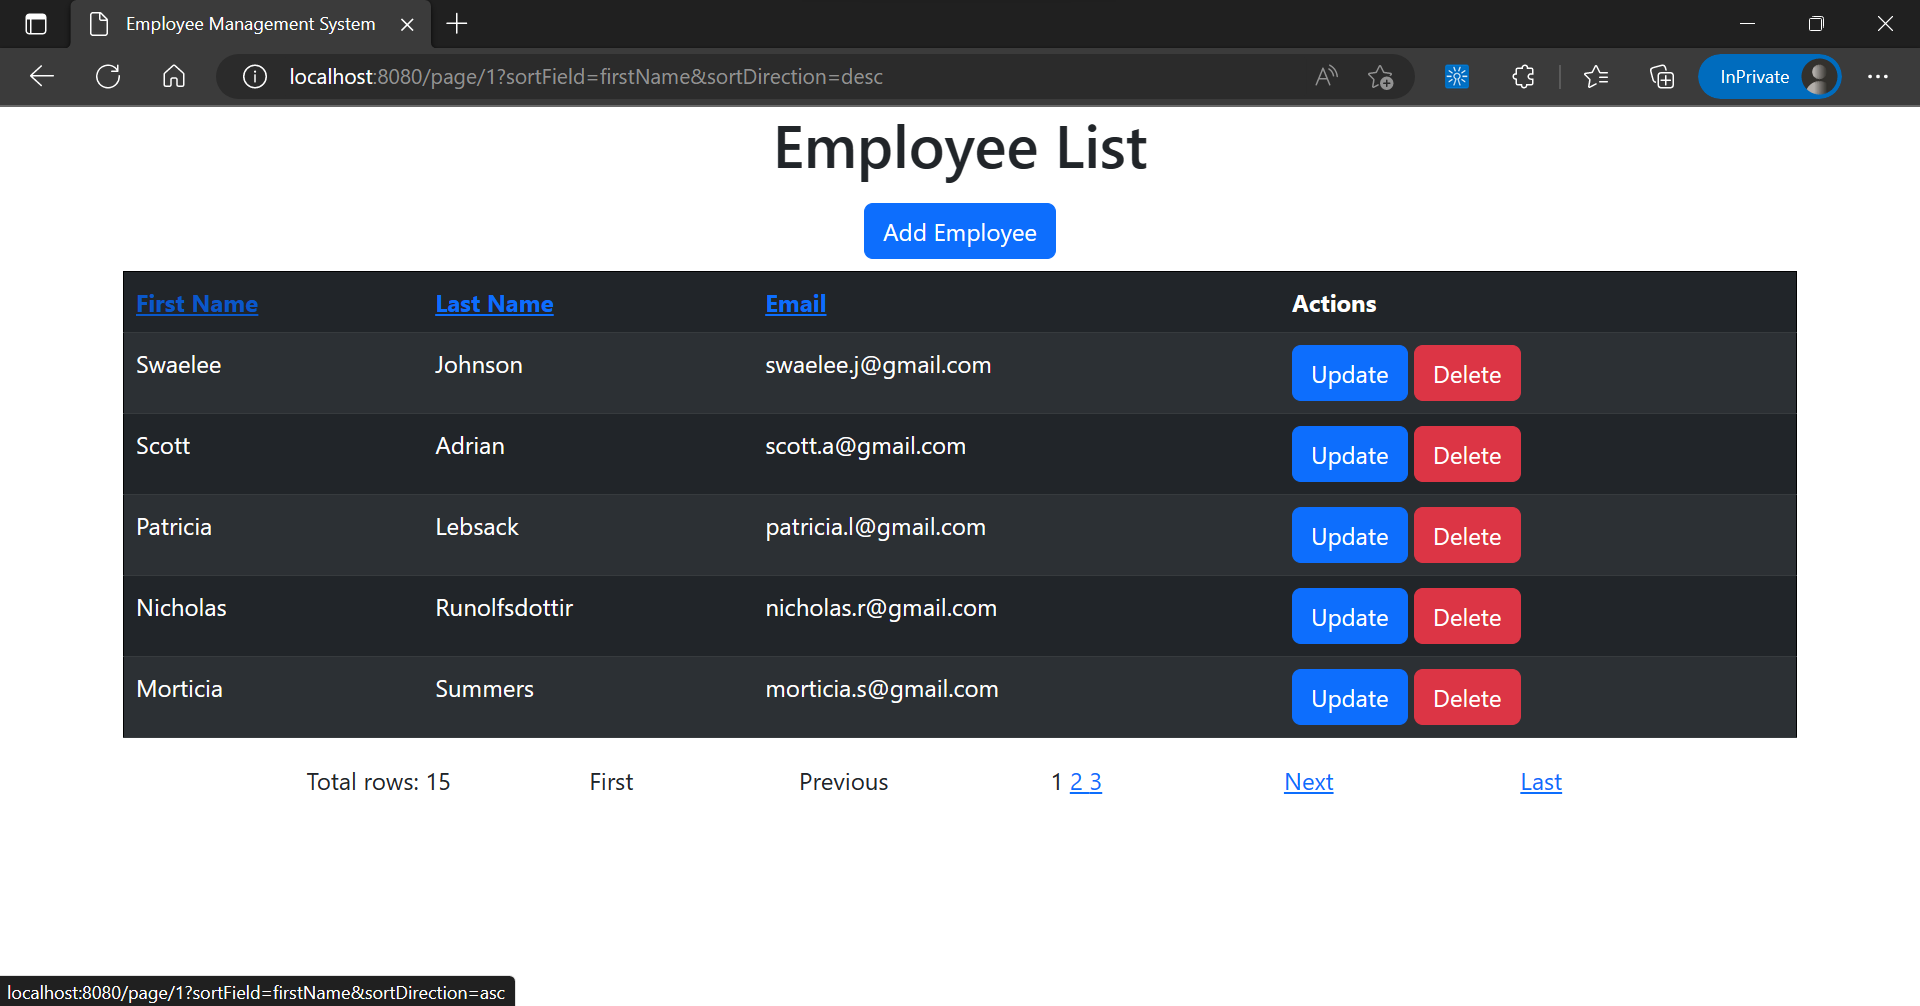 Employee Management System
localhost:8080/page/1?sortField=firstName&sortDirection=desc
InPrivate
Employee List
Add Employee
First Name Last Name Email Actions
Swaelee Johnson swaelee.j@gmail.com Update Delete
Scott Adrian scott.a@gmail.com Update Delete
Patricia Lebsack patricia.l@gmail.com Update Delete
Nicholas Runolfsdottir nicholas.r@gmail.com Update Delete
Morticia Summers morticia.s@gmail.com Update Delete
Total rows: 15 First Previous 1 2 3 Next Last
localhost:8080/page/1?sortField=firstName&sortDirection=asc